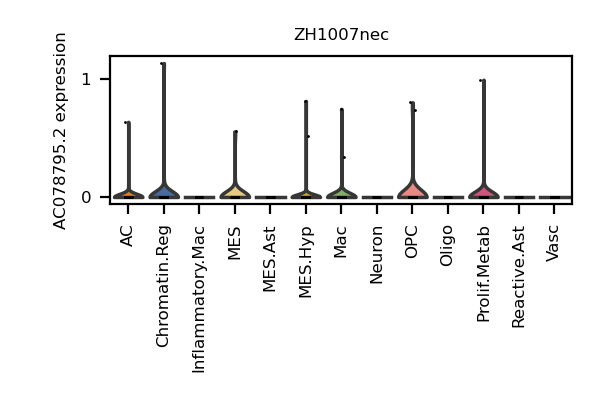 ZH1007nec
AC078795.2 expression
1
0
AC
Chromatin.Reg
Inflammatory.Mac
MES
MES.Ast
MES.Hyp
Mac
Neuron
OPC
Oligo
Prolif.Metab
Reactive.Ast
Vasc